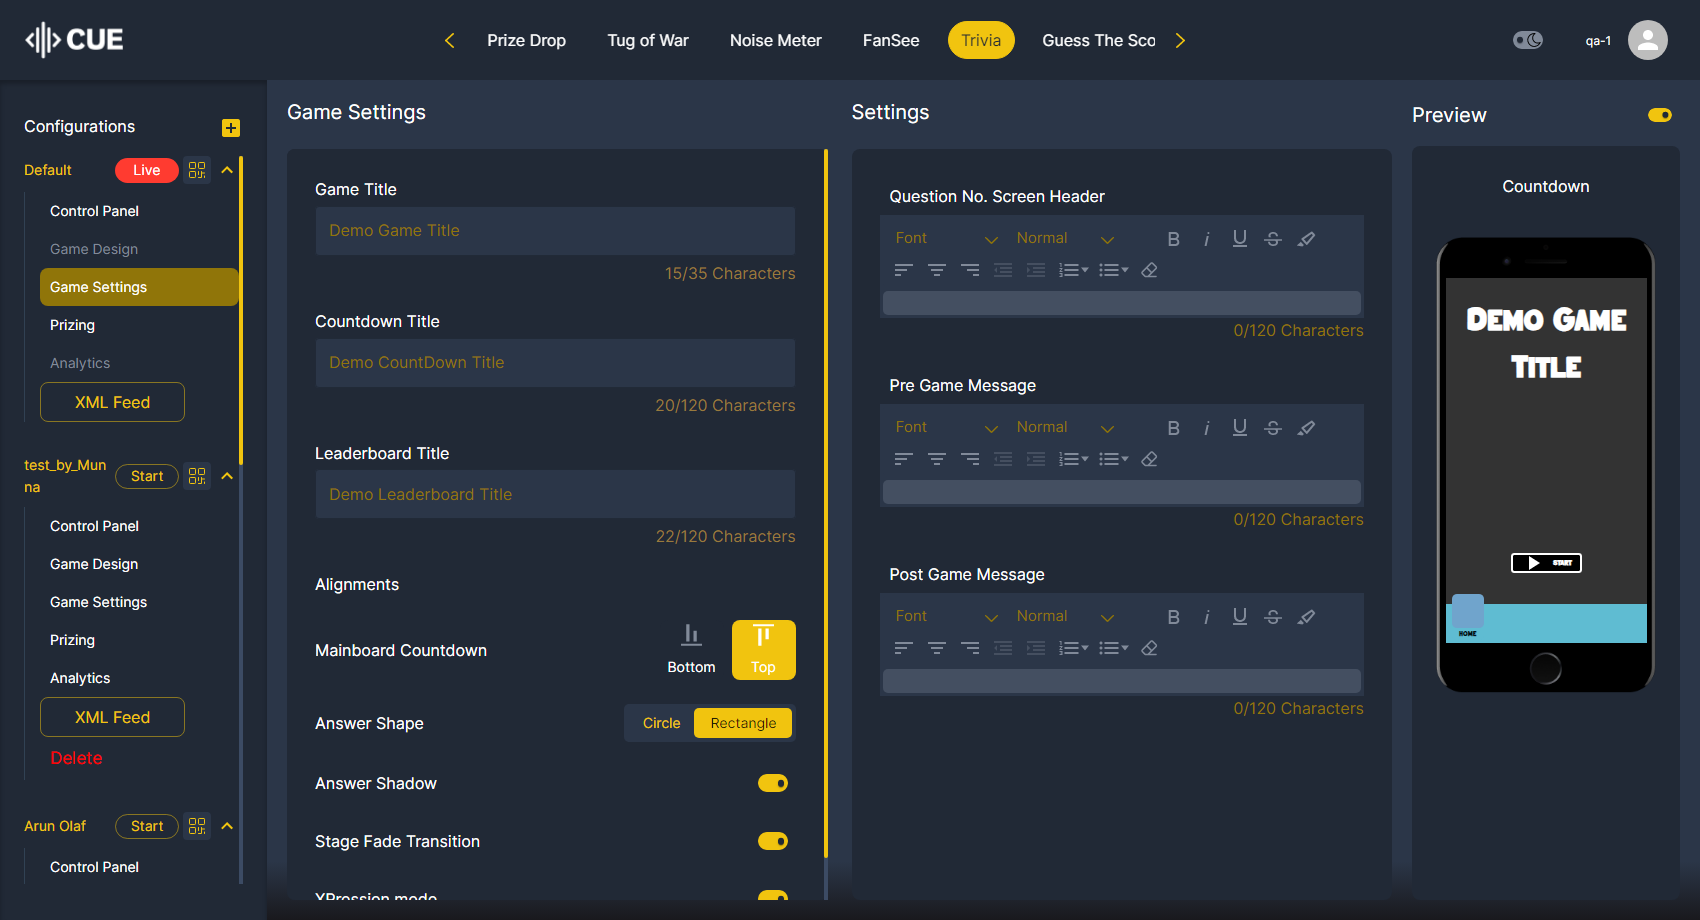 CUE
Prize Drop
Tug of War
Noise Meter
FanSee
Trivia
Guess The Sco
qa-1
Configurations
Default
Live
Control Panel
Game Design
Game Settings
Prizing
Analytics
XML Feed
test_by_Mun
na
Start
Control Panel
Game Design
Game Settings
Prizing
Analytics
XML Feed
Delete
Arun Olaf
Start
Control Panel
Game Settings
Game Title
Demo Game Title
15/35 Characters
Countdown Title
Demo CountDown Title
20/120 Characters
Leaderboard Title
Demo Leaderboard Title
22/120 Characters
Alignments
Mainboard Countdown
Bottom
Top
Answer Shape
Circle
Rectangle
Answer Shadow
Stage Fade Transition
XPression mode
Settings
Question No. Screen Header
Font
Normal
0/120 Characters
Pre Game Message
Font
Normal
0/120 Characters
Post Game Message
Font
Normal
0/120 Characters
Preview
Countdown
Demo Game
Title
START
HOME